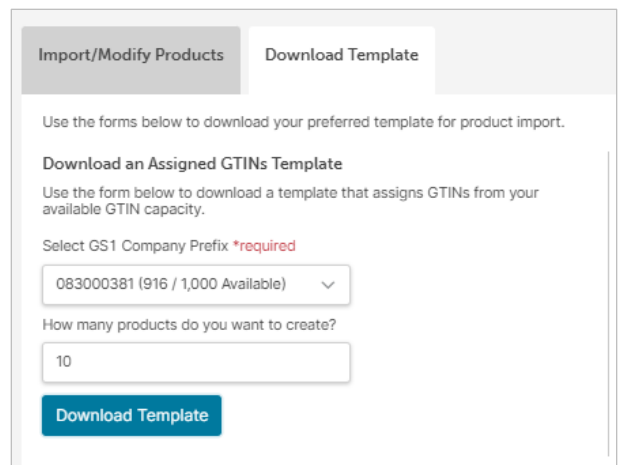 Import/Modify Products
Download Template
Use the forms below to download your preferred template for product import.
Download an Assigned GTINs Template
Use the form below to download a template that assigns GTINs from your
available GTIN capacity.
Select GS1 Company Prefix *required
083000381 (916 / 1,000 Available)
How many products do you want to create?
10
Download Template